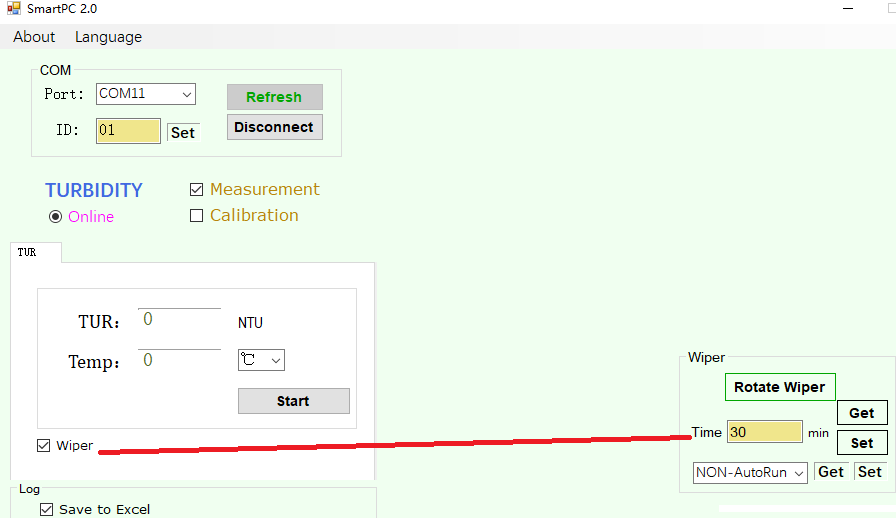 SmartPC 2.0
About Language
COM
Port: COM11 Refresh
ID: 01 Set Disconnect
TURBIDITY Measurement
Online Calibration
TUR
TUR: 0 NTU
Temp: 0 ℃
Start
Wiper
Wiper
Rotate Wiper
Get
Time 30 min
Set
NON-AutoRun Get Set
Log
Save to Excel